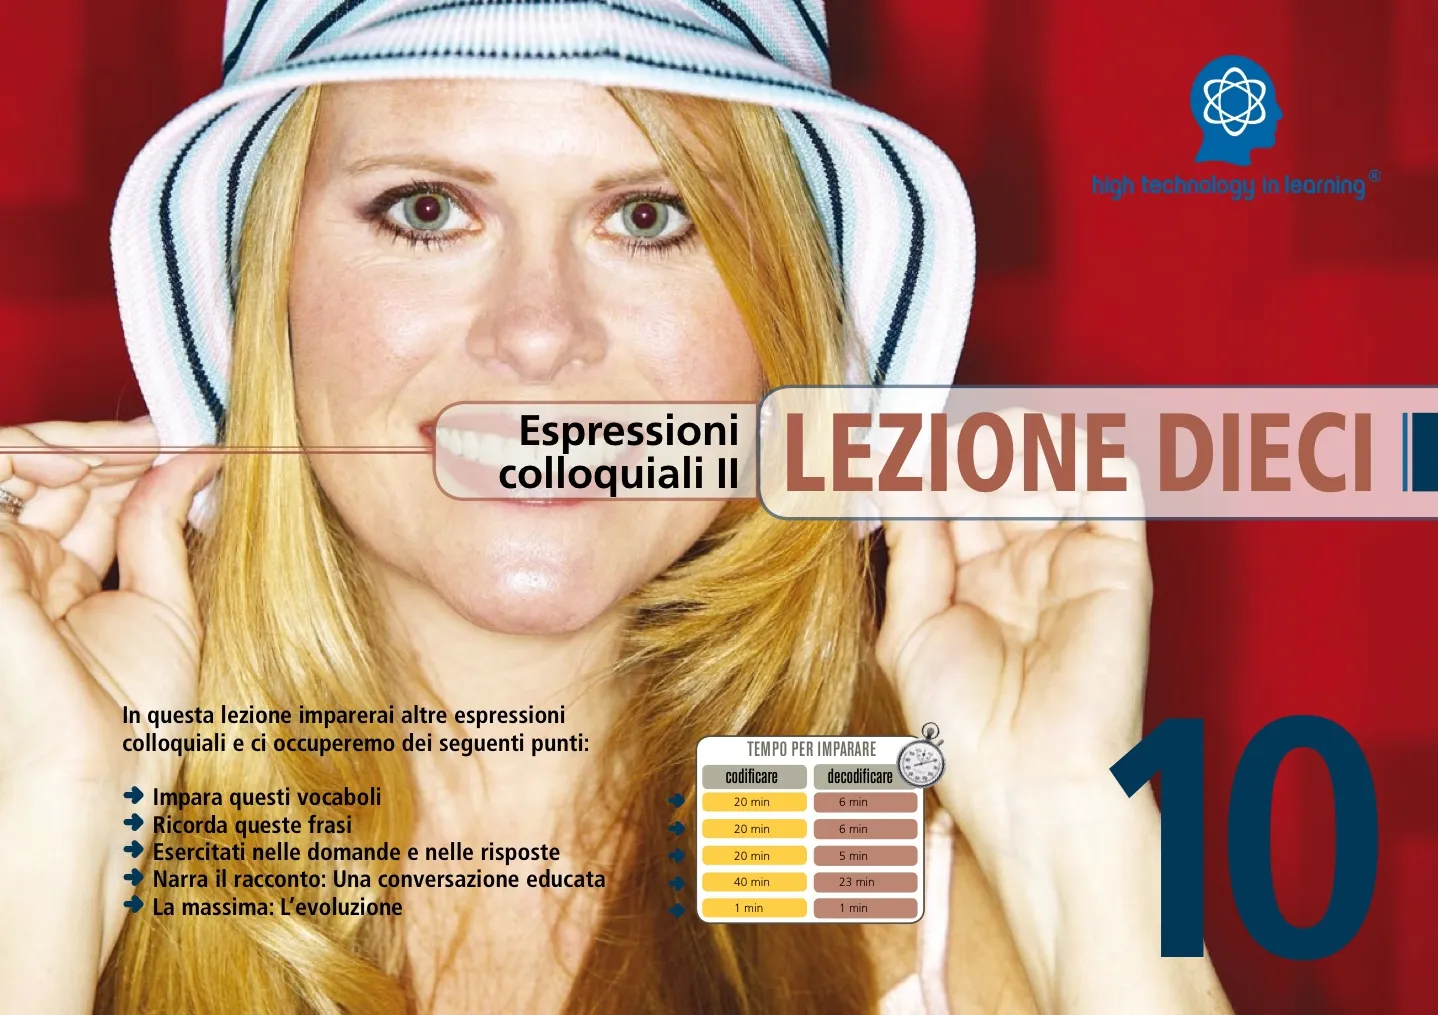 high technology in learning®
Espressioni
colloquiali II
LEZIONE DIECI
In questa lezione imparerai altre espressioni
colloquiali e ci occuperemo dei seguenti punti:
Impara questi vocaboli
Ricorda queste frasi
Esercitati nelle domande e nelle risposte
Narra il racconto: Una conversazione educata
La massima: L’evoluzione
TEMPO PER IMPARARE
codificare decodificare
20 min 6 min
20 min 6 min
20 min 5 min
40 min 23 min
1 min 1 min
10